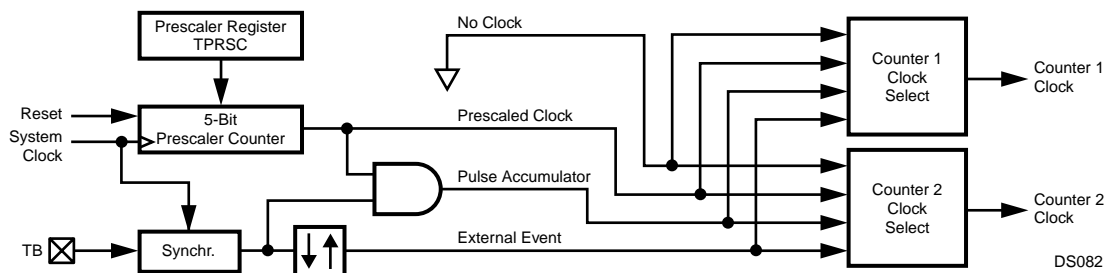 Prescaler Register
TPRSC
No Clock
Counter 1
Clock
Select
Counter 1
Clock
Reset
System
Clock
5-Bit
Prescaler Counter
Prescaled Clock
Pulse Accumulator
Counter 2
Clock
Select
Counter 2
Clock
TB
Synchr.
External Event
DS082